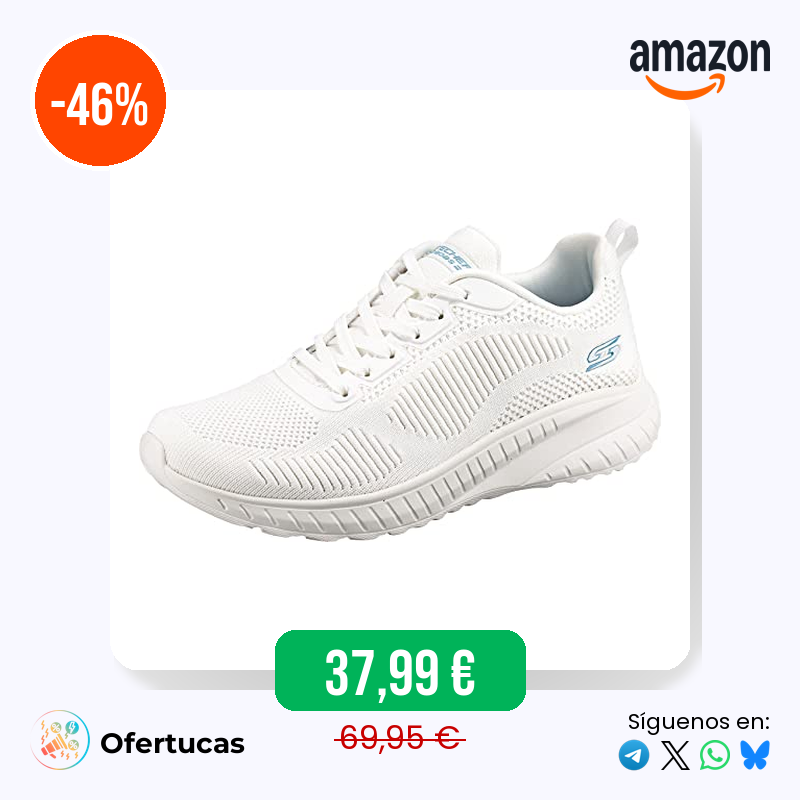 -46%
amazon
37,99 €
69,95 €
Ofertucas
Síguenos en: